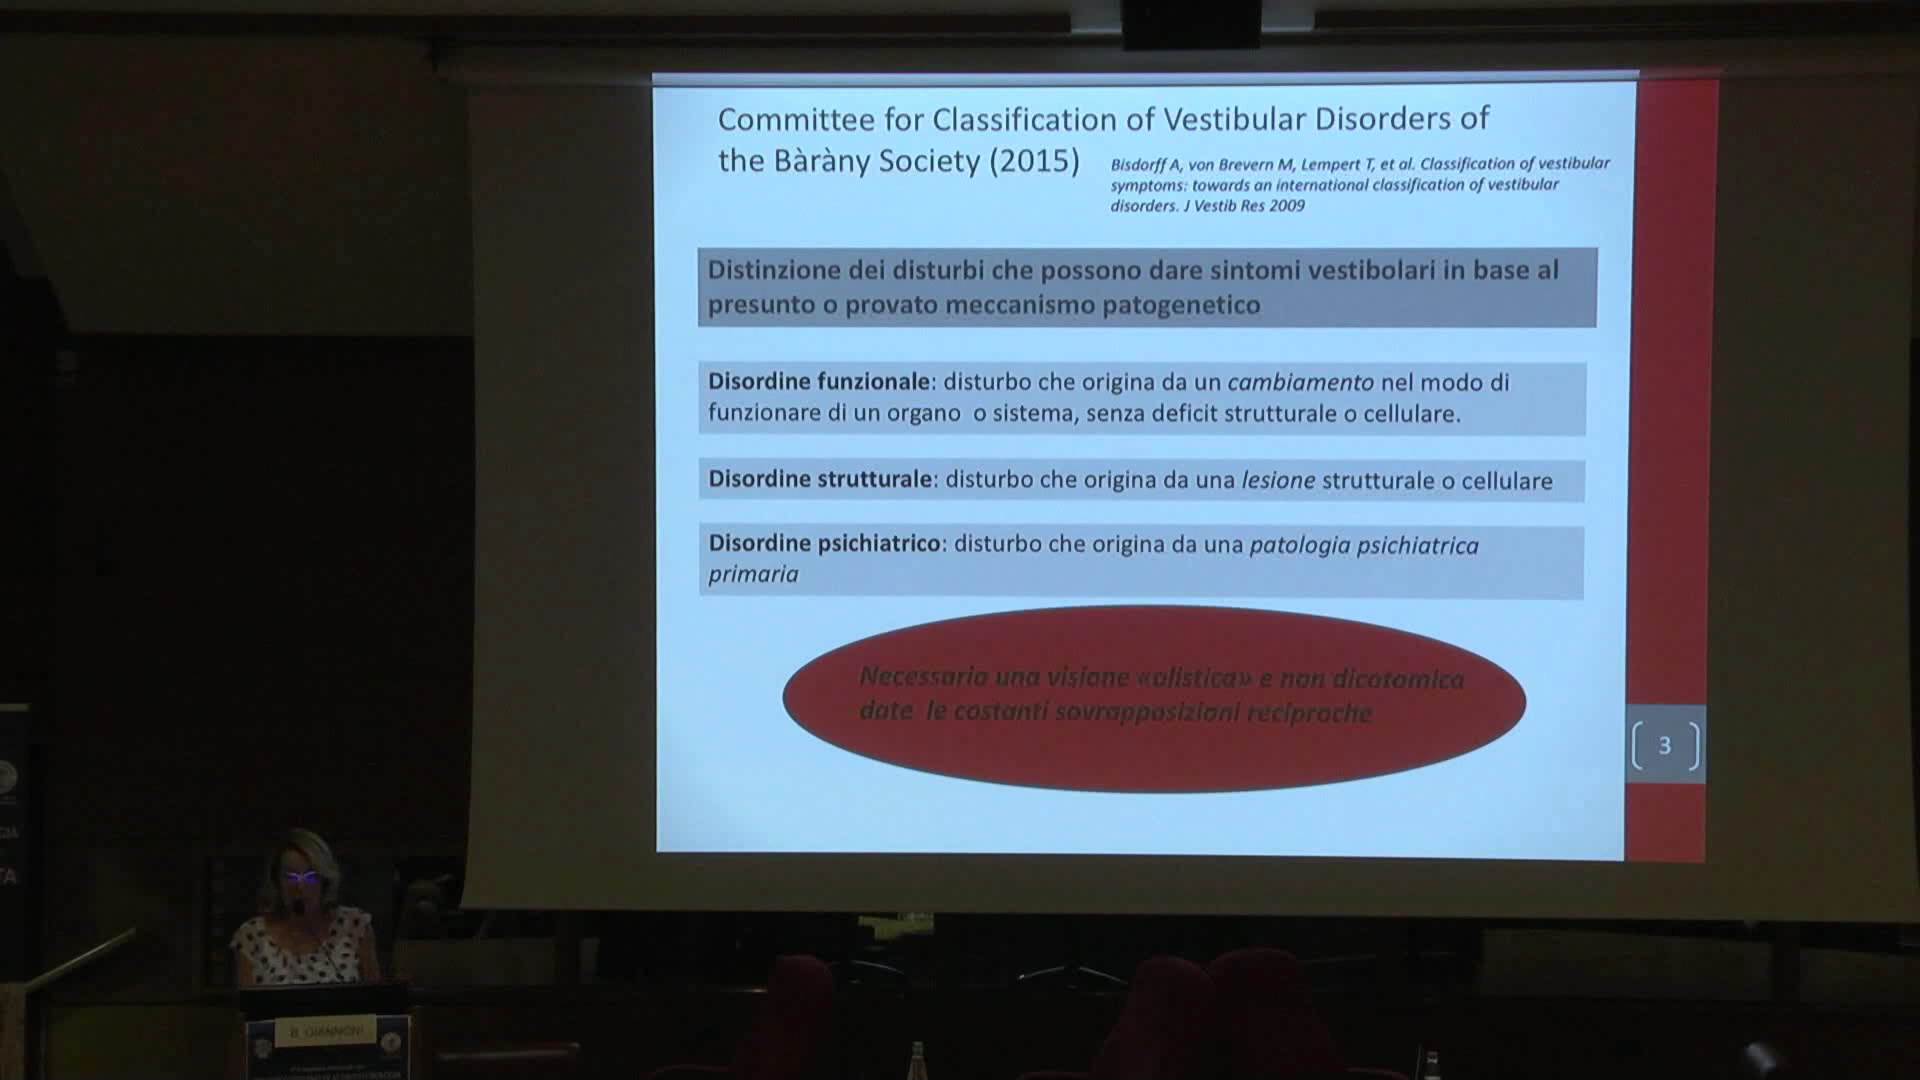 Committee for Classification of Vestibular Disorders of
the Bàràny Society (2015)
Bisdorff A, von Brevern M, Lempert T, et al. Classification of vestibular
symptoms: towards an international classification of vestibular
disorders. J Vestib Res 2009
Distinzione dei disturbi che possono dare sintomi vestibolari in base al
presunto o provato meccanismo patogenetico
Disordine funzionale: disturbo che origina da un cambiamento nel modo di
funzionare di un organo o sistema, senza deficit strutturale o cellulare.
Disordine strutturale: disturbo che origina da una lesione strutturale o cellulare
Disordine psichiatrico: disturbo che origina da una patologia psichiatrica
primaria
Necessaria una visione «olistica» e non dicotomica
date le costanti sovrapposizioni reciproche
3
B. GIANNONI